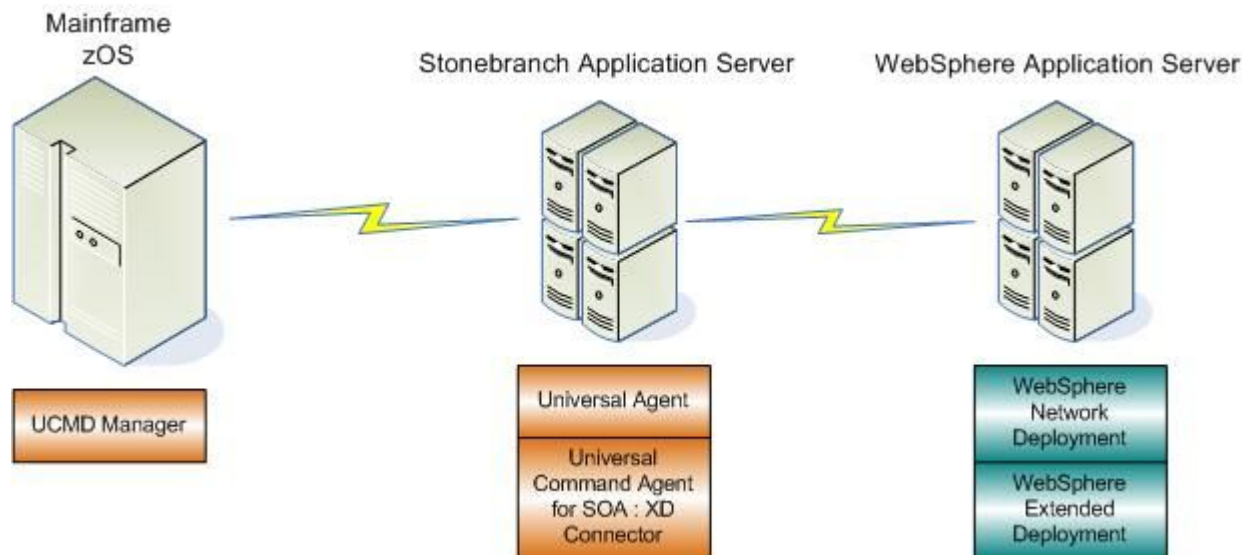 Mainframe
zOS
Stonebranch Application Server
WebSphere Application Server
UCMD Manager
Universal Agent
Universal
Command Agent
for SOA : XD
Connector
WebSphere
Network
Deployment
WebSphere
Extended
Deployment